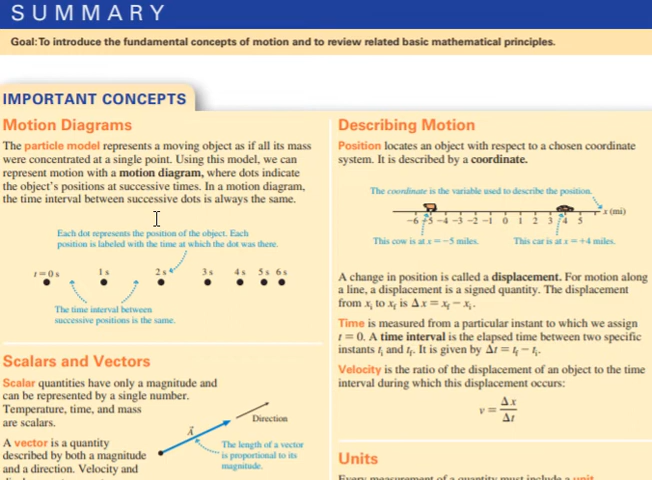 SUMMARY
Goal: To introduce the fundamental concepts of motion and to review related basic mathematical principles.
IMPORTANT CONCEPTS
Motion Diagrams
The particle model represents a moving object as if all its mass
were concentrated at a single point. Using this model, we can
represent motion with a motion diagram, where dots indicate
the object's positions at successive times. In a motion diagram,
the time interval between successive dots is always the same.
Each dot represents the position of the object. Each
position is labeled with the time at which the dot was there.
t = 0 s 1 s 2 s 3 s 4 s 5 s 6 s
The time interval between
successive positions is the same.
Scalars and Vectors
Scalar quantities have only a magnitude and
can be represented by a single number.
Temperature, time, and mass
are scalars.
A vector is a quantity
described by both a magnitude
and a direction. Velocity and
Direction
A⃗
The length of a vector
is proportional to its
magnitude.
Describing Motion
Position locates an object with respect to a chosen coordinate
system. It is described by a coordinate.
The coordinate is the variable used to describe the position.
-6 -5 -4 -3 -2 -1 0 1 2 3 4 5 x (mi)
This cow is at x = -5 miles. This car is at x = +4 miles.
A change in position is called a displacement. For motion along
a line, a displacement is a signed quantity. The displacement
from xᵢ to x_f is Δx = x_f − xᵢ.
Time is measured from a particular instant to which we assign
t = 0. A time interval is the elapsed time between two specific
instants tᵢ and t_f. It is given by Δt = t_f − tᵢ.
Velocity is the ratio of the displacement of an object to the time
interval during which this displacement occurs:
v = Δx / Δt
Units
Every measurement of a quantity must include a unit.